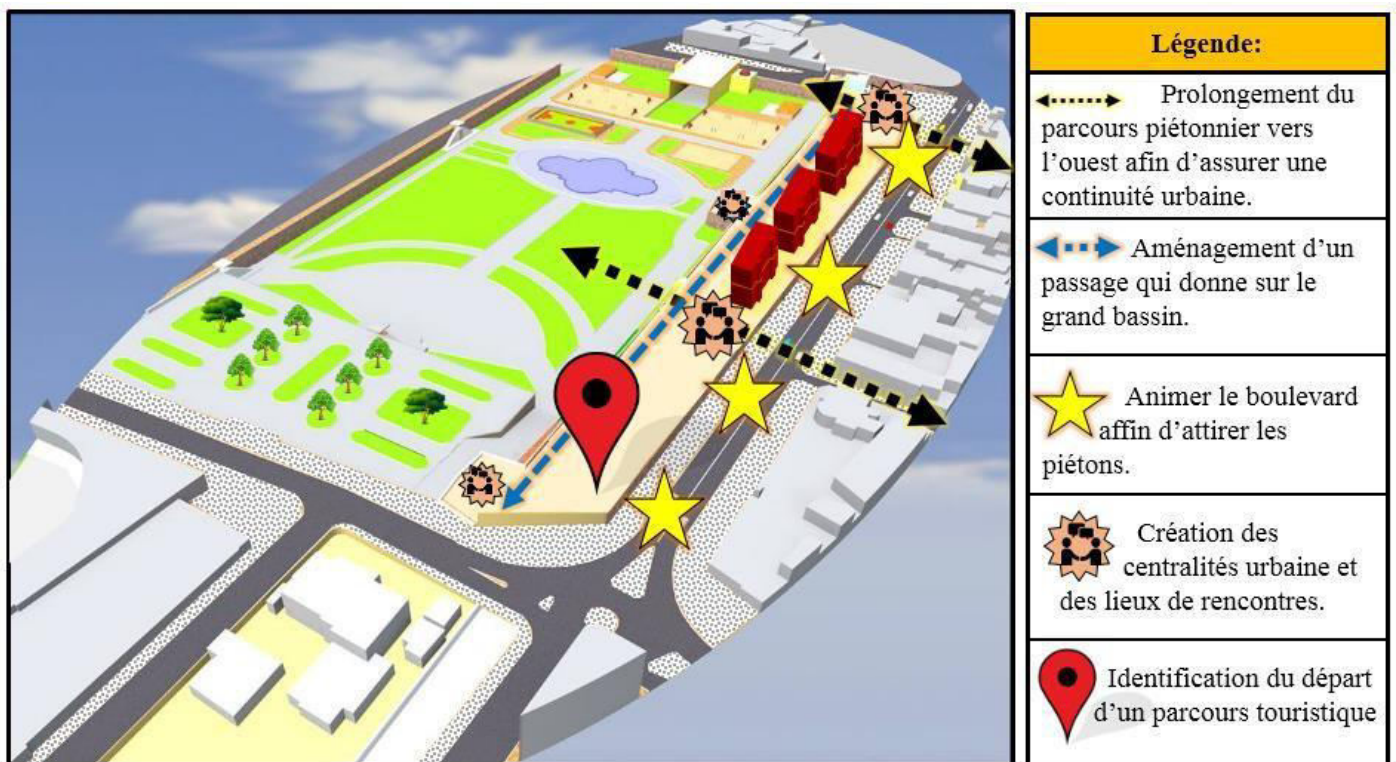 Légende:
Prolongement du
parcours piétonnier vers
l’ouest afin d’assurer une
continuité urbaine.
Aménagement d’un
passage qui donne sur le
grand bassin.
Animer le boulevard
affin d’attirer les
piétons.
Création des
centralités urbaine et
des lieux de rencontres.
Identification du départ
d’un parcours touristique